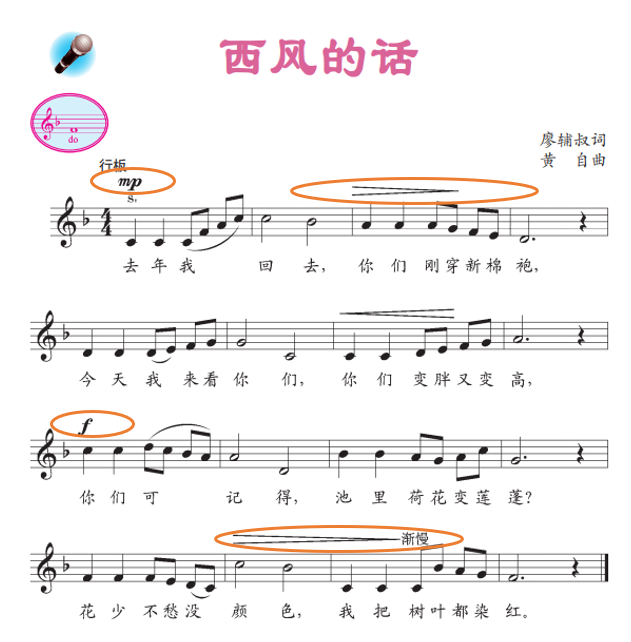 西风的话
do
廖辅叔词
行板
黄 自曲
mp
s.
去年我 回去,你们刚穿新棉袍,
今天我来看你们,你们变胖又变高,
f
你们可 记得,池里荷花变莲蓬?
渐慢
花少不愁没颜色,我把树叶都染红。